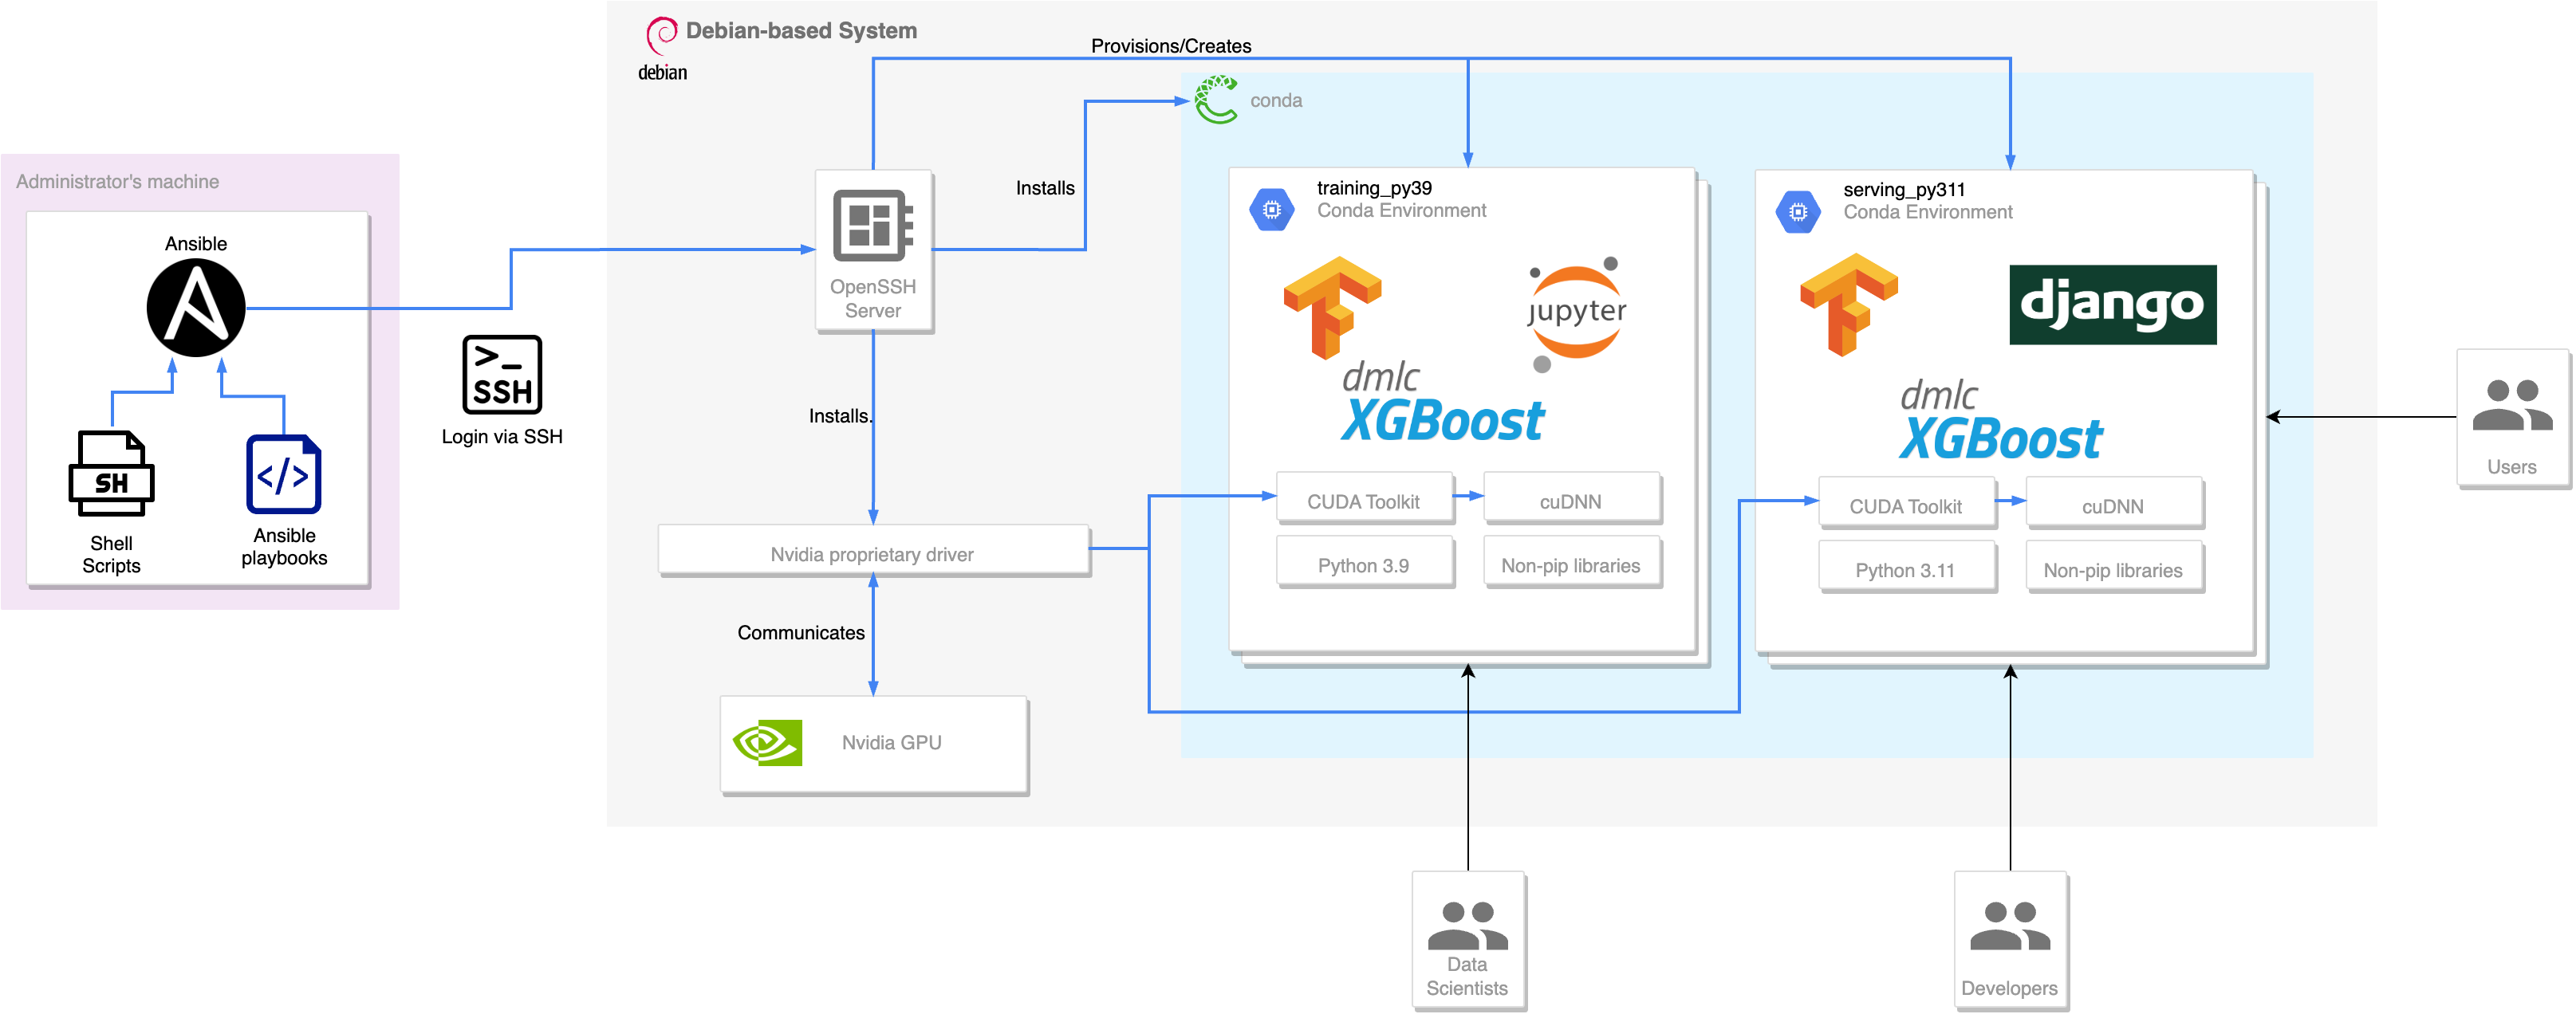 Debian-based System
debian
Provisions/Creates
conda
Administrator's machine
Installs
Ansible
OpenSSH
Server
>_
SSH
Login via SSH
SH
Shell
Scripts
</>
Ansible
playbooks
Installs.
Nvidia proprietary driver
Communicates
Nvidia GPU
training_py39
Conda Environment
jupyter
dmlc
XGBoost
CUDA Toolkit
cuDNN
Python 3.9
Non-pip libraries
serving_py311
Conda Environment
django
dmlc
XGBoost
CUDA Toolkit
cuDNN
Python 3.11
Non-pip libraries
Users
Data
Scientists
Developers